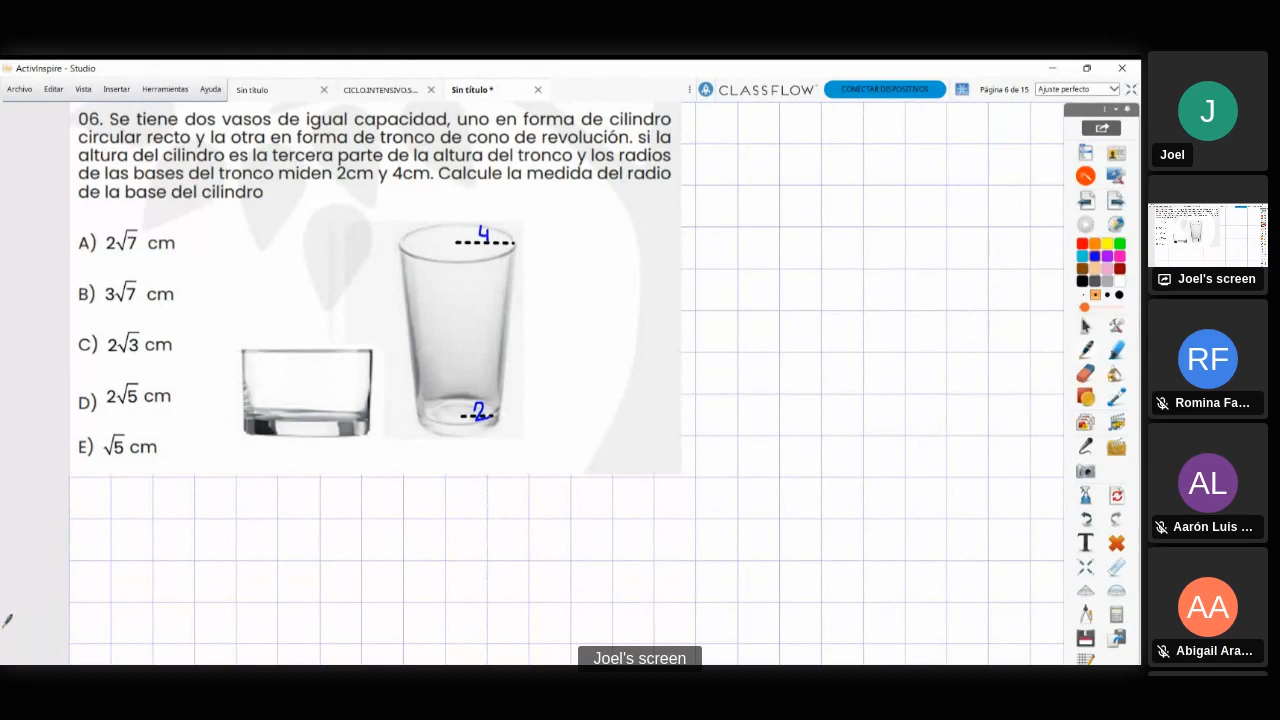 ActivInspire - Studio
Archivo Editar Vista Insertar Herramientas Ayuda
Sin título
CICLO.INTENSIVO.S...
Sin título *
CLASSFLOW
CONECTAR DISPOSITIVOS
Página 6 de 15
Ajuste perfecto
06. Se tiene dos vasos de igual capacidad, uno en forma de cilindro
circular recto y la otra en forma de tronco de cono de revolución. si la
altura del cilindro es la tercera parte de la altura del tronco y los radios
de las bases del tronco miden 2cm y 4cm. Calcule la medida del radio
de la base del cilindro
A) 2√7 cm
B) 3√7 cm
C) 2√3 cm
D) 2√5 cm
E) √5 cm
4
2
T
Joel's screen
J
Joel
Joel's screen
RF
Romina Fa...
AL
Aarón Luis ...
AA
Abigail Ara...